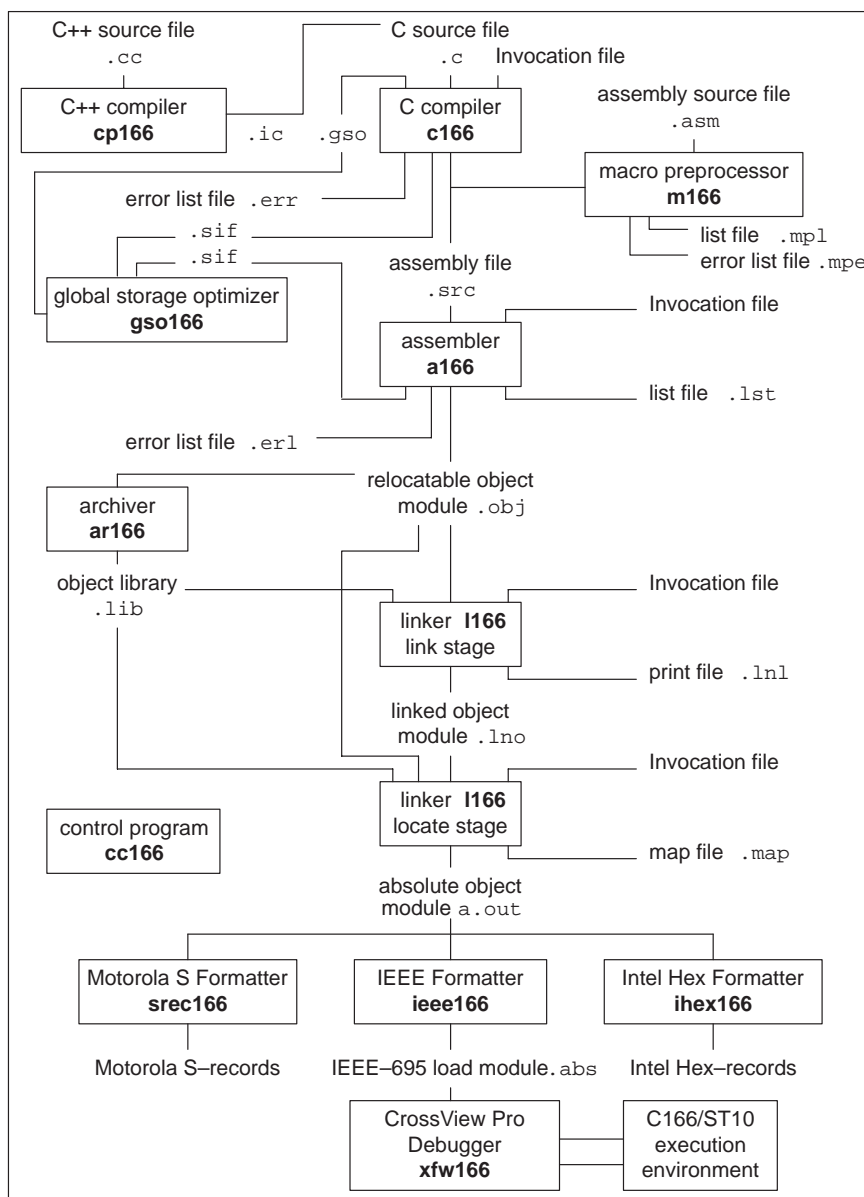 C++ source file
.cc
C source file
.c
Invocation file
C++ compiler
cp166
.ic
.gso
C compiler
c166
assembly source file
.asm
macro preprocessor
m166
error list file .err
list file .mpl
error list file .mpe
.sif
.sif
global storage optimizer
gso166
assembly file
.src
Invocation file
assembler
a166
list file .lst
error list file .erl
archiver
ar166
relocatable object
module .obj
object library
.lib
Invocation file
linker l166
link stage
print file .lnl
linked object
module .lno
Invocation file
linker l166
locate stage
control program
cc166
map file .map
absolute object
module a.out
Motorola S Formatter
srec166
IEEE Formatter
ieee166
Intel Hex Formatter
ihex166
Motorola S–records
IEEE–695 load module.abs
Intel Hex–records
CrossView Pro
Debugger
xfw166
C166/ST10
execution
environment